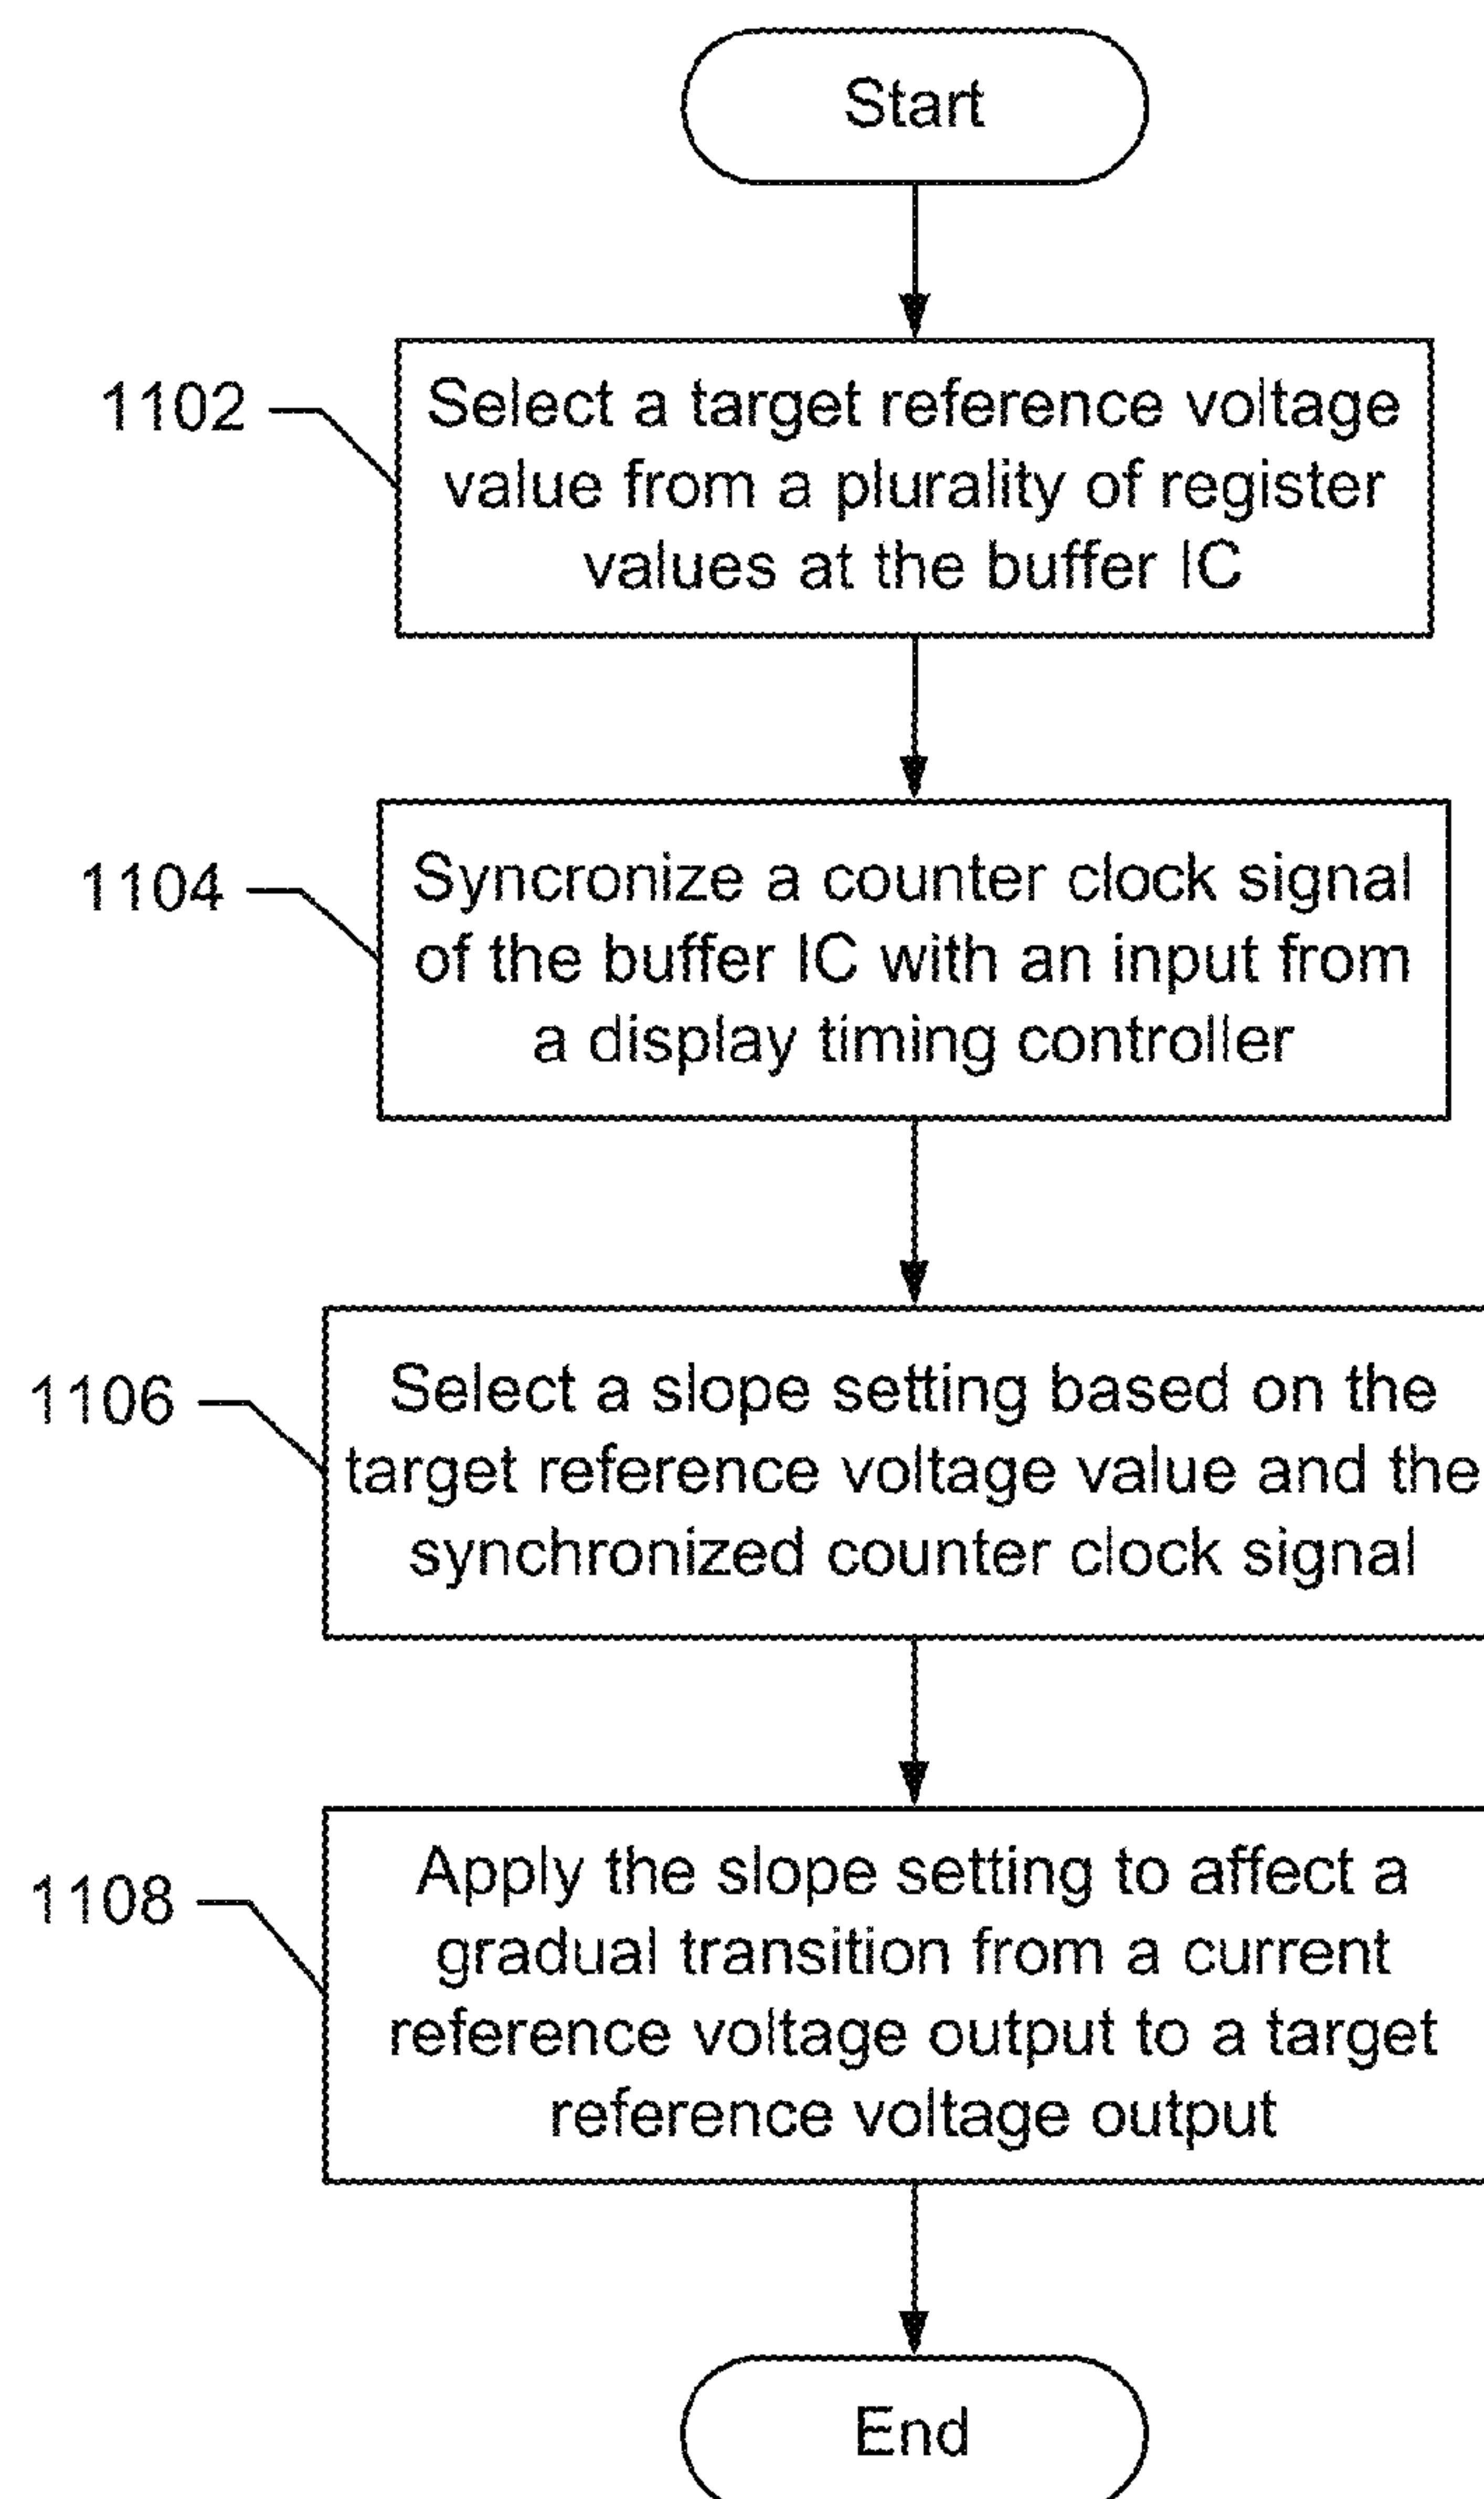 Start
1102
Select a target reference voltage
value from a plurality of register
values at the buffer IC
1104
Syncronize a counter clock signal
of the buffer IC with an input from
a display timing controller
1106
Select a slope setting based on the
target reference voltage value and the
synchronized counter clock signal
1108
Apply the slope setting to affect a
gradual transition from a current
reference voltage output to a target
reference voltage output
End